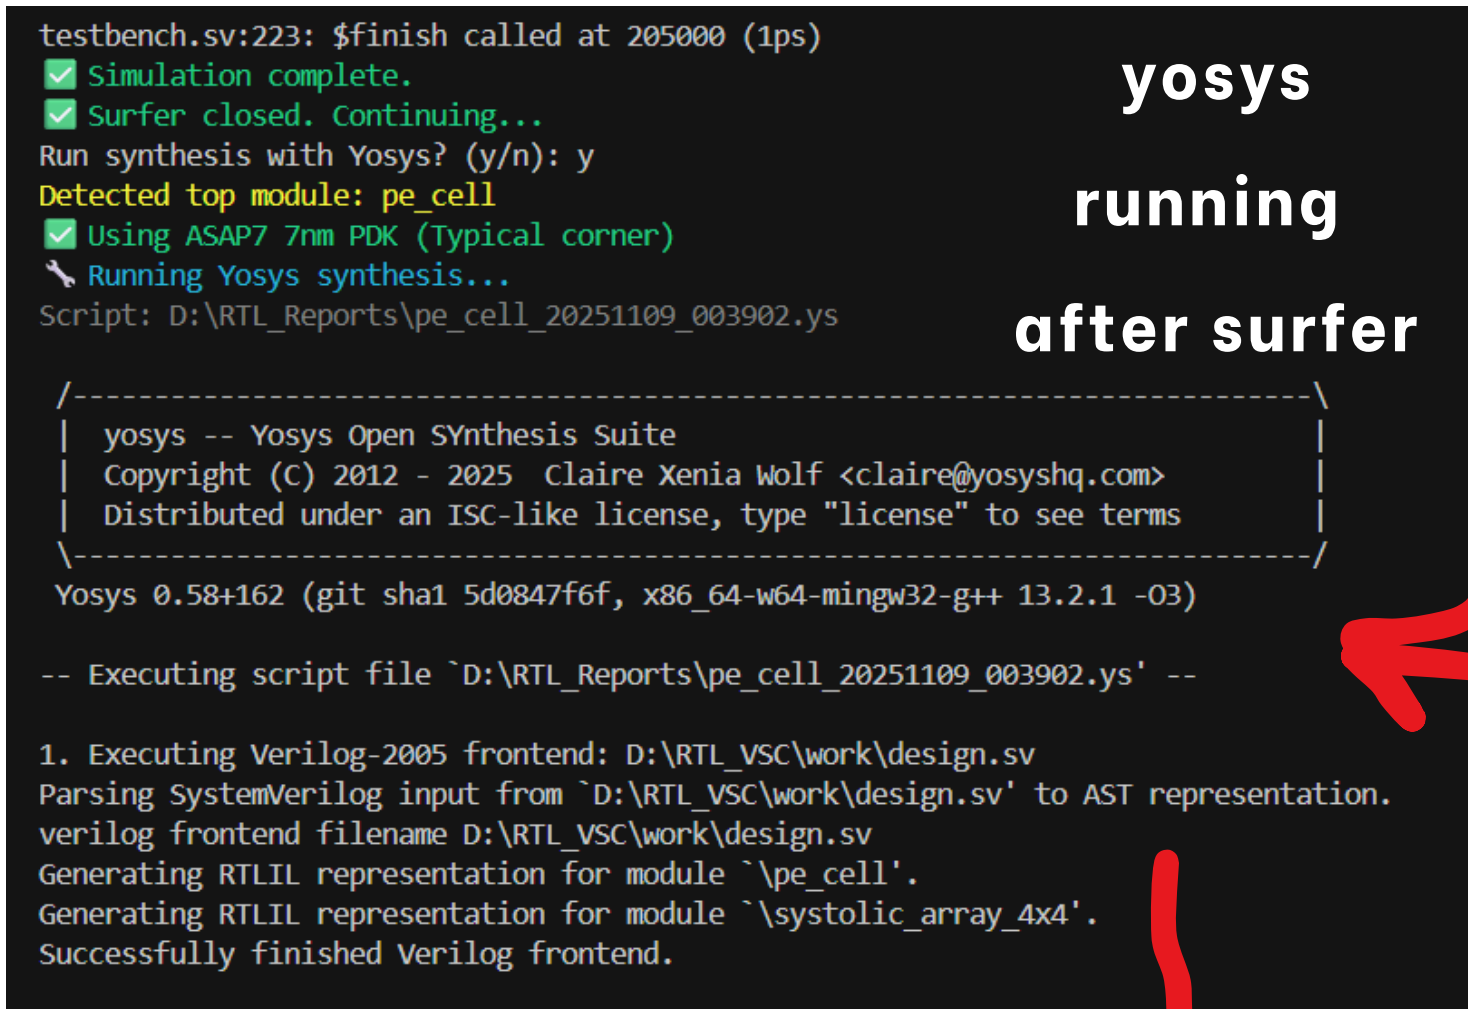 testbench.sv:223: $finish called at 205000 (1ps)
✅ Simulation complete.
✅ Surfer closed. Continuing...
Run synthesis with Yosys? (y/n): y
Detected top module: pe_cell
✅ Using ASAP7 7nm PDK (Typical corner)
🔧 Running Yosys synthesis...
Script: D:\RTL_Reports\pe_cell_20251109_003902.ys
yosys
running
after surfer
/----------------------------------------------------------------------------\
|  yosys -- Yosys Open SYnthesis Suite                                       |
|  Copyright (C) 2012 - 2025  Claire Xenia Wolf <claire@yosyshq.com>         |
|  Distributed under an ISC-like license, type "license" to see terms        |
\----------------------------------------------------------------------------/
Yosys 0.58+162 (git sha1 5d0847f6f, x86_64-w64-mingw32-g++ 13.2.1 -O3)
-- Executing script file `D:\RTL_Reports\pe_cell_20251109_003902.ys' --
1. Executing Verilog-2005 frontend: D:\RTL_VSC\work\design.sv
Parsing SystemVerilog input from `D:\RTL_VSC\work\design.sv' to AST representation.
verilog frontend filename D:\RTL_VSC\work\design.sv
Generating RTLIL representation for module `\pe_cell'.
Generating RTLIL representation for module `\systolic_array_4x4'.
Successfully finished Verilog frontend.